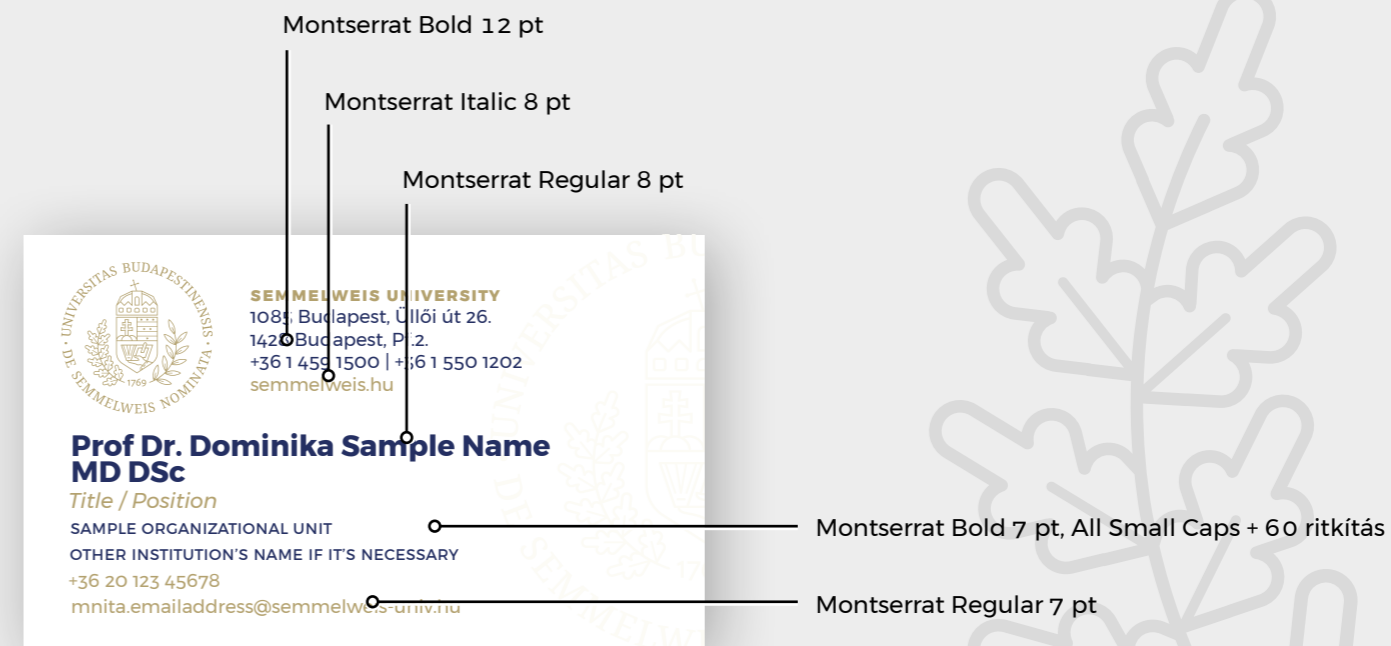 Montserrat Bold 12 pt
Montserrat Italic 8 pt
Montserrat Regular 8 pt
UNIVERSITAS BUDAPESTINENSIS · DE SEMMELWEIS NOMINATA ·
1769
SEMMELWEIS UNIVERSITY
1085 Budapest, Üllői út 26.
1428 Budapest, Pf.2.
+36 1 459 1500 | +36 1 550 1202
semmelweis.hu
Prof Dr. Dominika Sample Name
MD DSc
Title / Position
SAMPLE ORGANIZATIONAL UNIT
OTHER INSTITUTION'S NAME IF IT'S NECESSARY
+36 20 123 45678
mnita.emailaddress@semmelweis-univ.hu
Montserrat Bold 7 pt, All Small Caps + 60 ritkítás
Montserrat Regular 7 pt